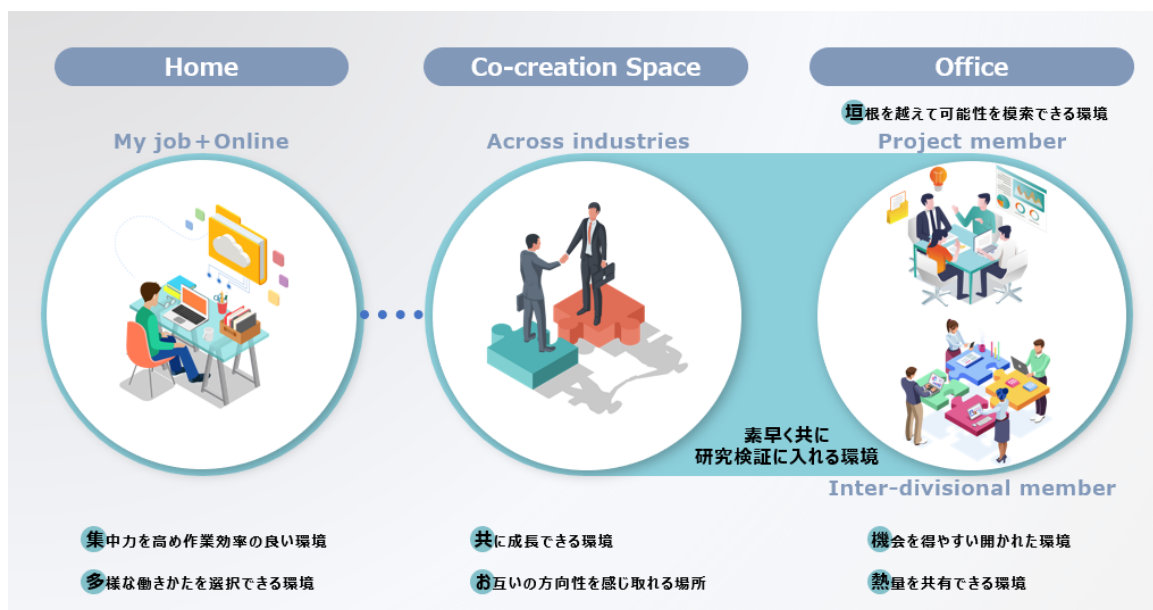 Home
My job+Online
集中力を高め作業効率の良い環境
多様な働きかたを選択できる環境
Co-creation Space
Across industries
共に成長できる環境
お互いの方向性を感じ取れる場所
素早く共に
研究検証に入れる環境
Office
垣根を越えて可能性を模索できる環境
Project member
Inter-divisional member
機会を得やすい開かれた環境
熱量を共有できる環境